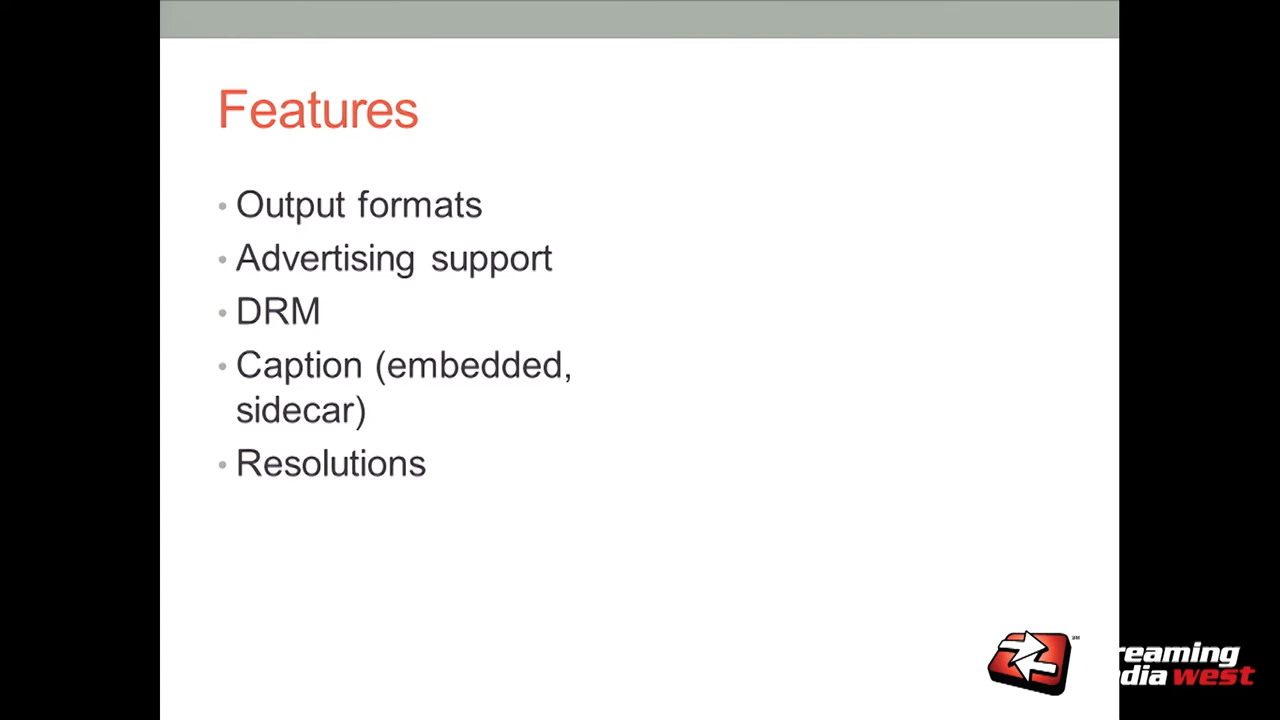 Features
• Output formats
• Advertising support
• DRM
• Caption (embedded,
sidecar)
• Resolutions
reaming
dia west